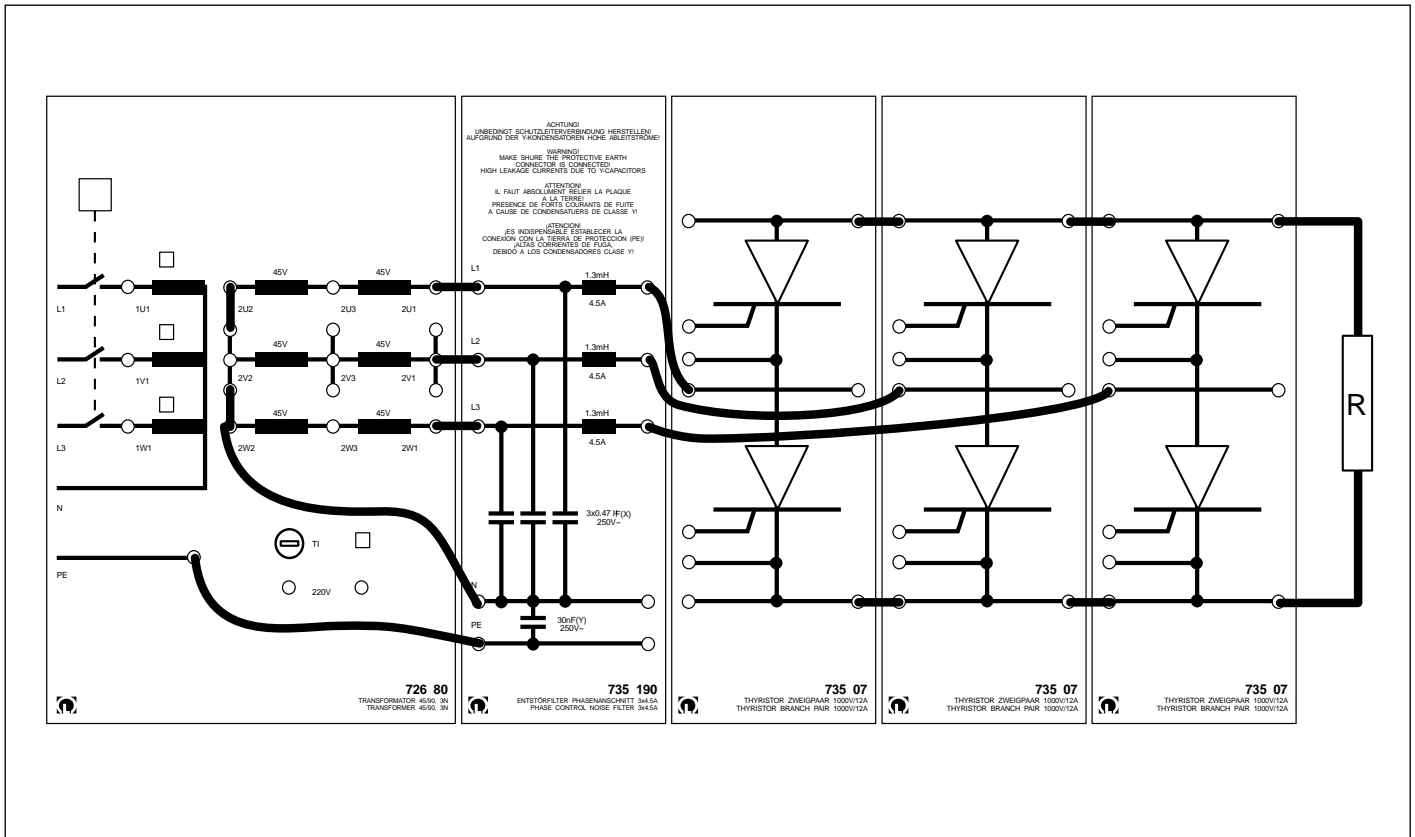 ACHTUNG!
UNBEDINGT SCHUTZLEITERVERBINDUNG HERSTELLEN!
AUFGRUND DER Y-KONDENSATOREN HOHE ABLEITSTRÖME!
WARNING!
MAKE SHURE THE PROTECTIVE EARTH
CONNECTOR IS CONNECTED!
HIGH LEAKAGE CURRENTS DUE TO Y-CAPACITORS
ATTENTION!
IL FAUT ABSOLUMENT RELIER LA PLAQUE
A LA TERRE!
PRESENCE DE FORTS COURANTS DE FUITE
A CAUSE DE CONDENSATUERS DE CLASSE Y!
¡ATENCION!
¡ES INDISPENSABLE ESTABLECER LA
CONEXION CON LA TIERRA DE PROTECCION (PE)!
¡ALTAS CORRIENTES DE FUGA,
DEBIDO A LOS CONDENSADORES CLASE Y!
L1
1U1
2U2
45V
2U3
45V
2U1
L1
1.3mH
4.5A
L2
1V1
2V2
45V
2V3
45V
2V1
L2
1.3mH
4.5A
L3
1W1
2W2
45V
2W3
45V
2W1
L3
1.3mH
4.5A
R
N
3x0.47 F(X)
250V~
TI
PE
220V
N
PE
30nF(Y)
250V~
726 80
TRANSFORMATOR 45/90, 3N
TRANSFORMER 45/90, 3N
735 190
ENTSTÖRFILTER PHASENANSCHNITT 3x4.5A
PHASE CONTROL NOISE FILTER 3x4.5A
735 07
THYRISTOR ZWEIGPAAR 1000V/12A
THYRISTOR BRANCH PAIR 1000V/12A
735 07
THYRISTOR ZWEIGPAAR 1000V/12A
THYRISTOR BRANCH PAIR 1000V/12A
735 07
THYRISTOR ZWEIGPAAR 1000V/12A
THYRISTOR BRANCH PAIR 1000V/12A